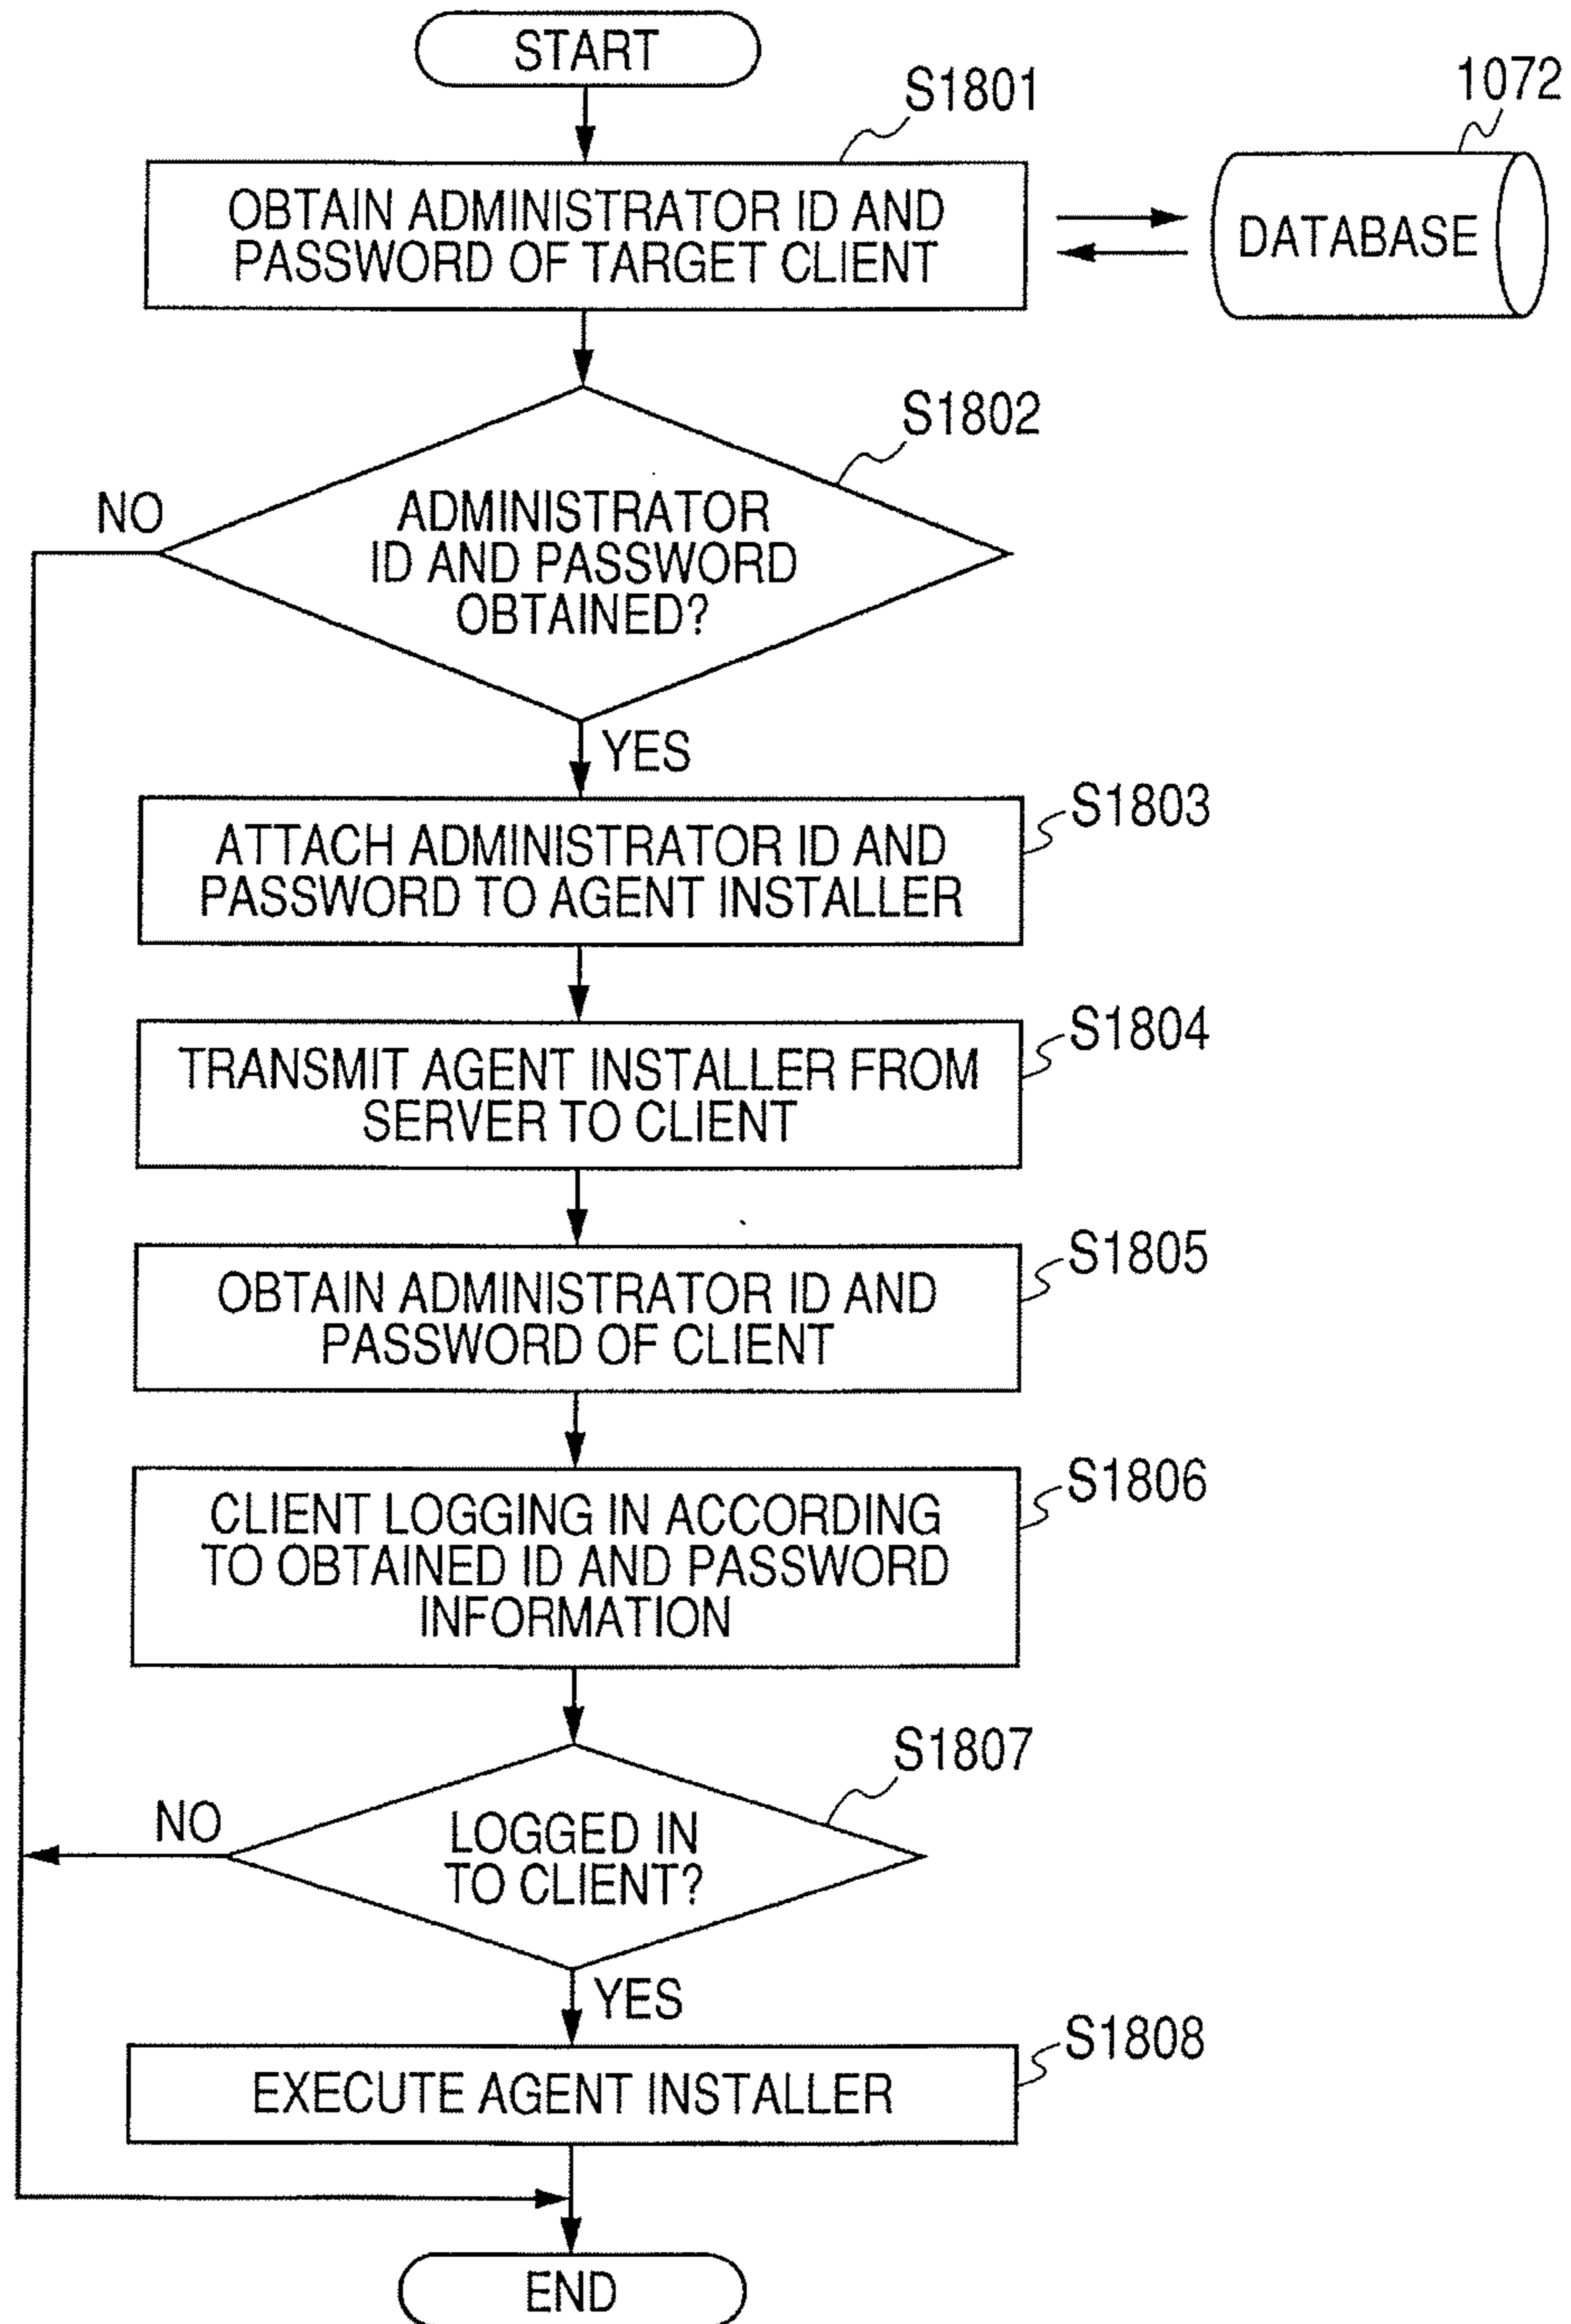 START
S1801
1072
OBTAIN ADMINISTRATOR ID AND
PASSWORD OF TARGET CLIENT
DATABASE
S1802
NO
ADMINISTRATOR
ID AND PASSWORD
OBTAINED?
YES
S1803
ATTACH ADMINISTRATOR ID AND
PASSWORD TO AGENT INSTALLER
S1804
TRANSMIT AGENT INSTALLER FROM
SERVER TO CLIENT
S1805
OBTAIN ADMINISTRATOR ID AND
PASSWORD OF CLIENT
S1806
CLIENT LOGGING IN ACCORDING
TO OBTAINED ID AND PASSWORD
INFORMATION
S1807
NO
LOGGED IN
TO CLIENT?
YES
S1808
EXECUTE AGENT INSTALLER
END